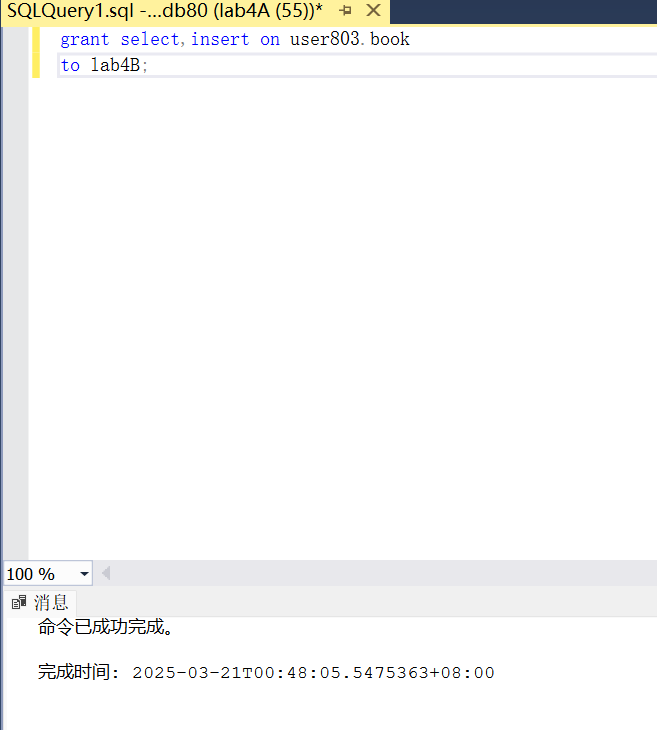 SQLQuery1.sql -...db80 (lab4A (55))*
grant select,insert on user803.book
to lab4B;
100 %
消息
命令已成功完成。
完成时间: 2025-03-21T00:48:05.5475363+08:00